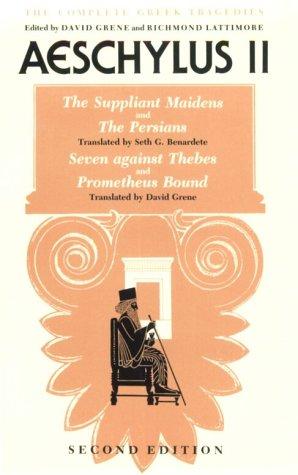 THE COMPLETE GREEK TRAGEDIES
Edited by DAVID GRENE and RICHMOND LATTIMORE
AESCHYLUS II
The Suppliant Maidens
and
The Persians
Translated by Seth G. Benardete
Seven against Thebes
and
Prometheus Bound
Translated by David Grene
SECOND EDITION